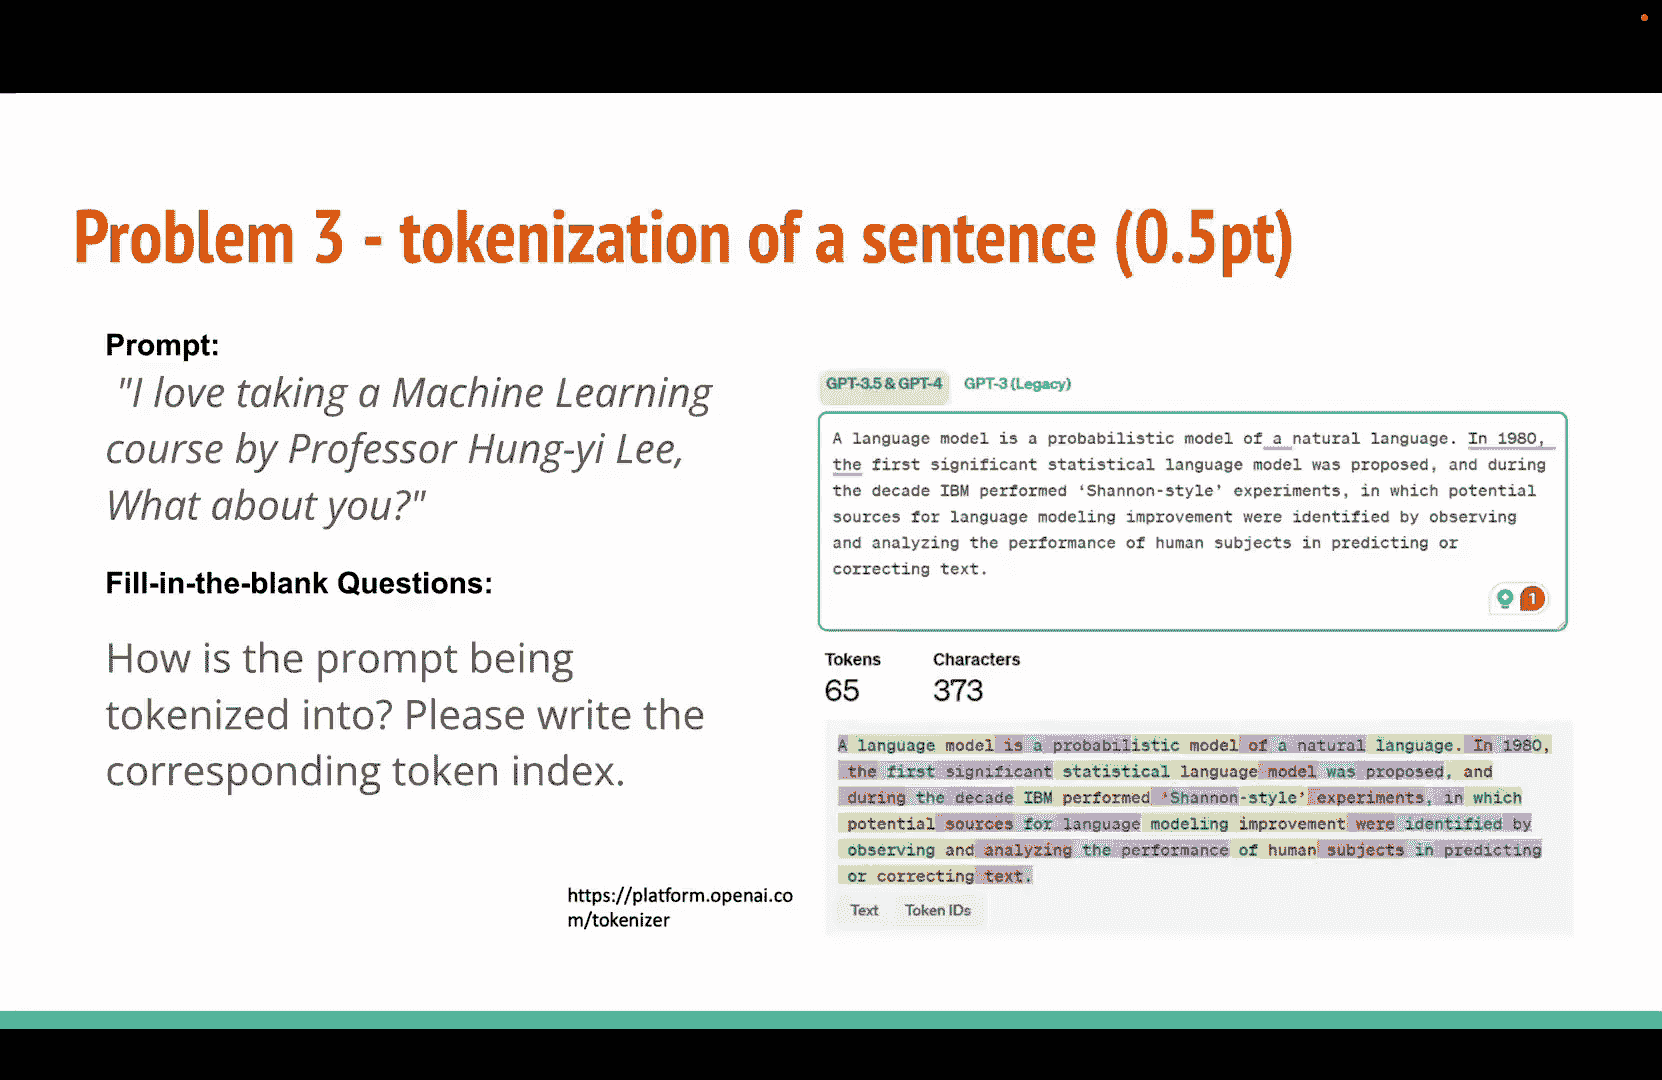 Problem 3 - tokenization of a sentence (0.5pt)
Prompt:
"I love taking a Machine Learning
course by Professor Hung-yi Lee,
What about you?"
Fill-in-the-blank Questions:
How is the prompt being
tokenized into? Please write the
corresponding token index.
https://platform.openai.co
m/tokenizer
GPT-3.5 & GPT-4 GPT-3 (Legacy)
A language model is a probabilistic model of a natural language. In 1980,
the first significant statistical language model was proposed, and during
the decade IBM performed ‘Shannon-style’ experiments, in which potential
sources for language modeling improvement were identified by observing
and analyzing the performance of human subjects in predicting or
correcting text.
1
Tokens Characters
65 373
A language model is a probabilistic model of a natural language. In 1980,
the first significant statistical language model was proposed, and
during the decade IBM performed ‘Shannon-style’ experiments, in which
potential sources for language modeling improvement were identified by
observing and analyzing the performance of human subjects in predicting
or correcting text.
Text Token IDs